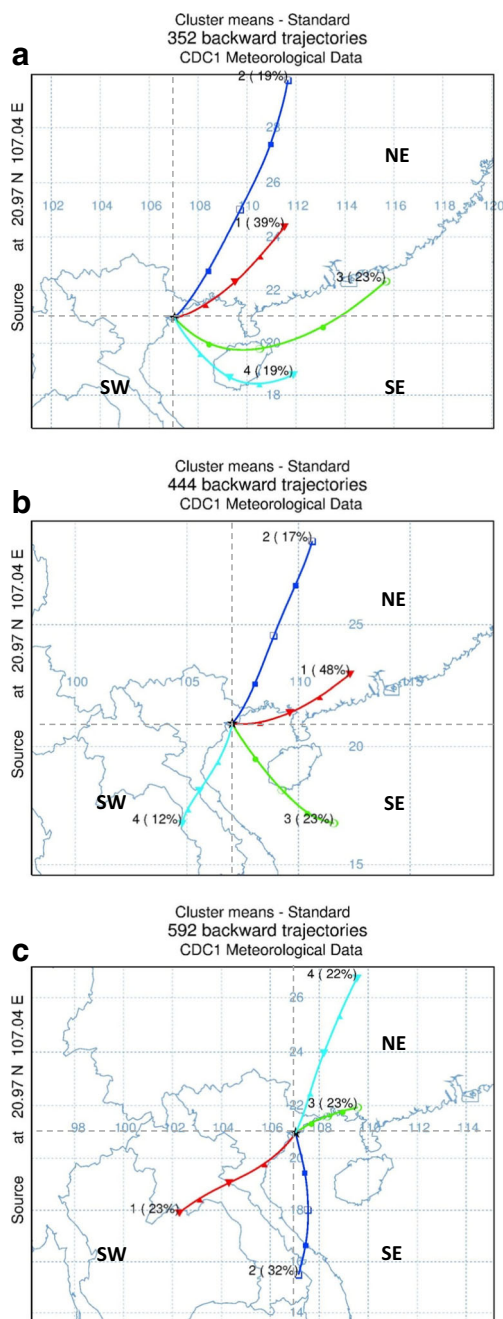 Cluster means - Standard
352 backward trajectories
CDC1 Meteorological Data
a
Source at 20.97 N 107.04 E
2 ( 19%)
28
NE
26
102 104 106 108 110 112 114 116 118 120
1 ( 39%)
24
3 ( 23%)
22
20
4 ( 19%)
SW
SE
18
Cluster means - Standard
444 backward trajectories
CDC1 Meteorological Data
b
Source at 20.97 N 107.04 E
2 ( 17%)
NE
25
1 ( 48%)
100 105 110 115
20
SW
SE
4 ( 12%)
3 ( 23%)
15
Cluster means - Standard
592 backward trajectories
CDC1 Meteorological Data
c
Source at 20.97 N 107.04 E
4 ( 22%)
26
NE
24
3 ( 23%)
22
98 100 102 104 106 108 110 112 114
20
1 ( 23%)
18
SW
SE
2 ( 32%)
16
14